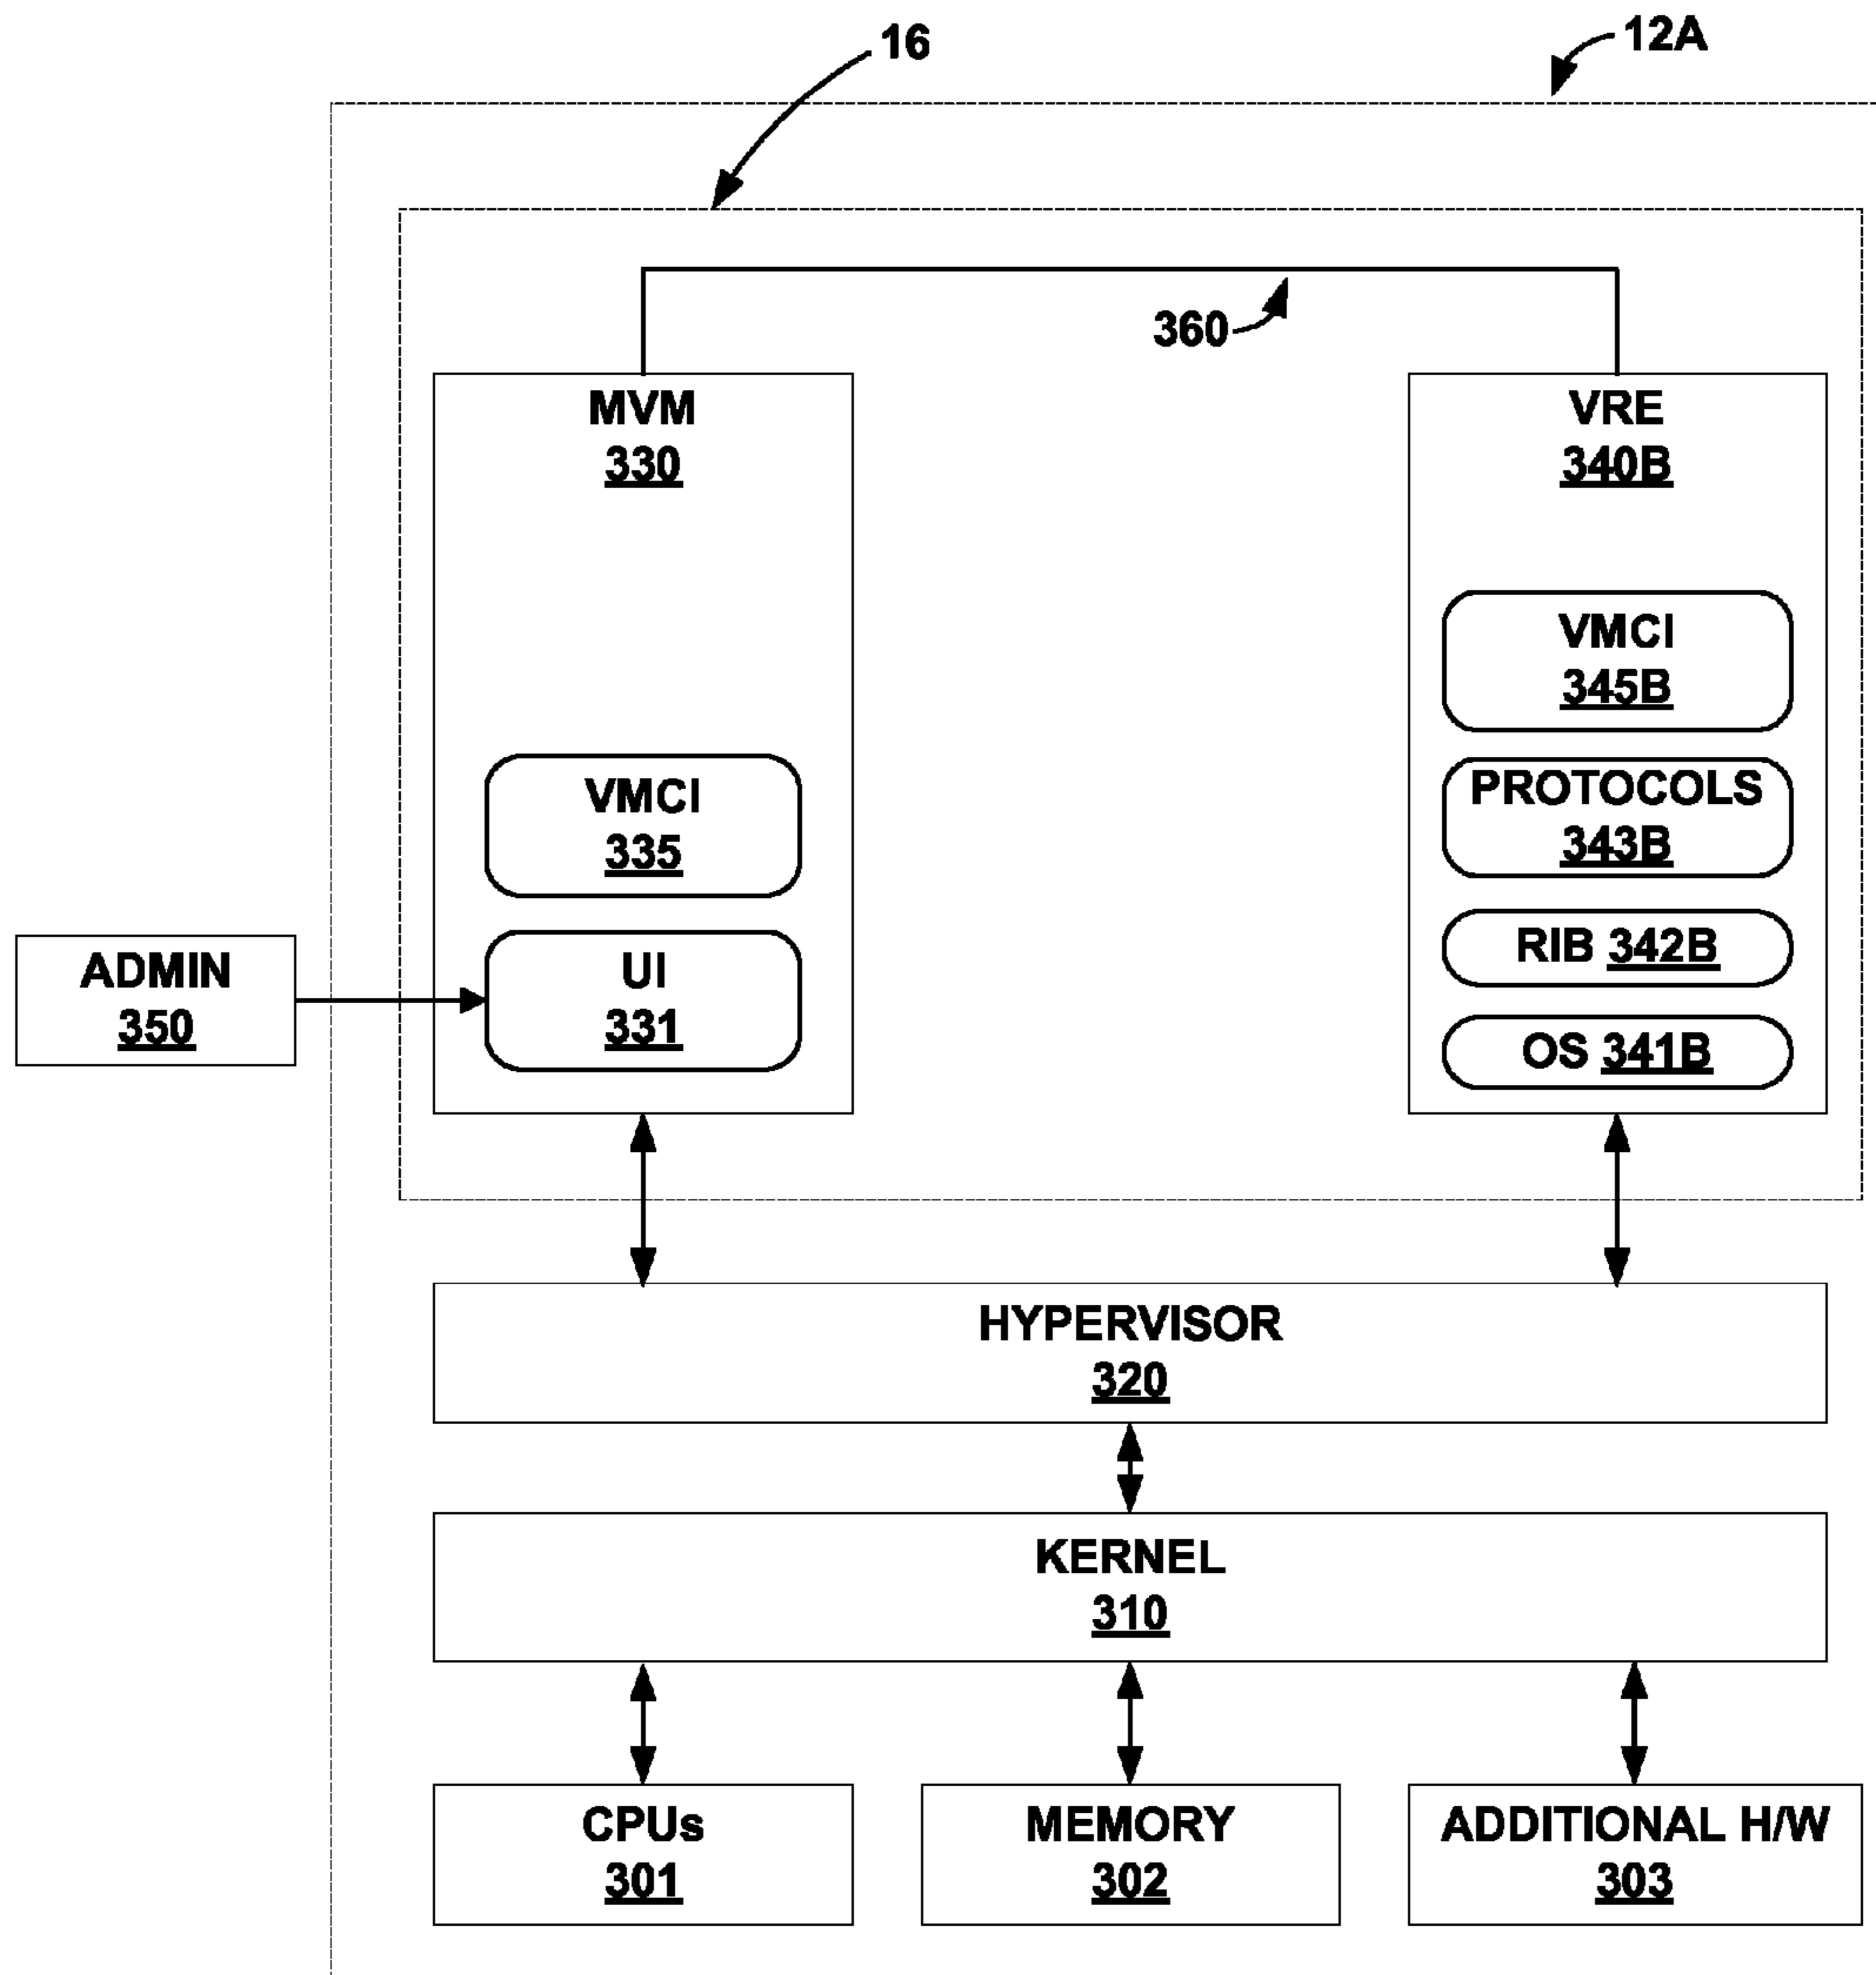 16
12A
360
MVM
330
VRE
340B
VMCI
345B
VMCI
335
PROTOCOLS
343B
RIB 342B
ADMIN
350
UI
331
OS 341B
HYPERVISOR
320
KERNEL
310
CPUs
301
MEMORY
302
ADDITIONAL H/W
303